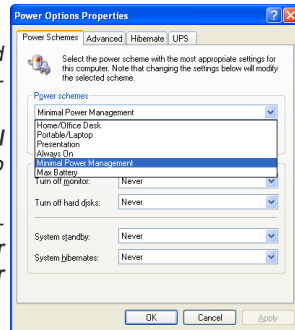 Power Options Properties
Power Schemes Advanced Hibernate UPS
Select the power scheme with the most appropriate settings for
this computer. Note that changing the settings below will modify
the selected scheme.
Power schemes
Minimal Power Management
Home/Office Desk
Portable/Laptop
Presentation
Always On
Minimal Power Management
Max Battery
Turn off monitor: Never
Turn off hard disks: Never
System standby: Never
System hibernates: Never
OK Cancel Apply